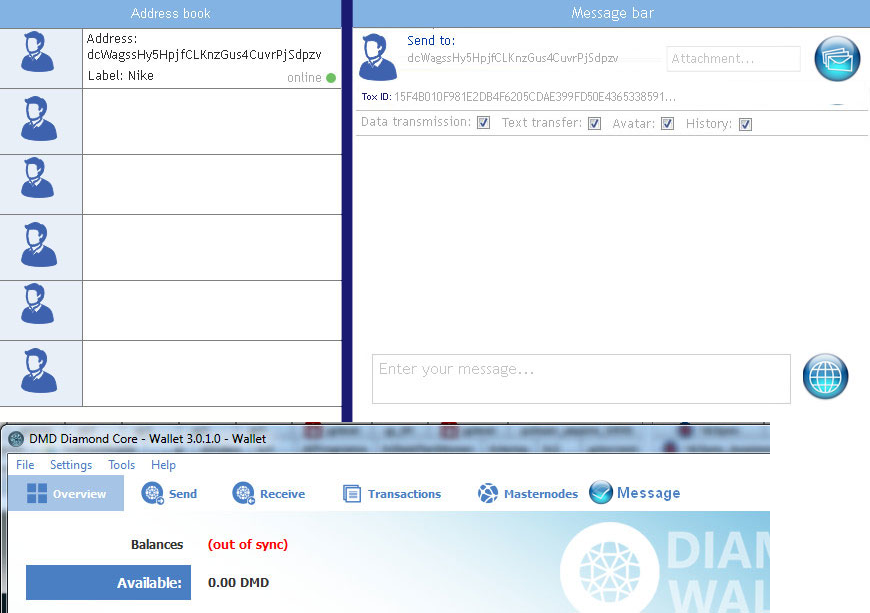 Address book
Address:
dcWagssHy5HpjfCLKnzGus4CuvrPjSdpzv
Label: Nike
online
Message bar
Send to:
dcWagssHy5HpjfCLKnzGus4CuvrPjSdpzv
Attachment...
Tox ID: 15F4B010F981E2DB4F6205CDAE399FD50E4365338591...
Data transmission: Text transfer: Avatar: History:
Enter your message...
DMD Diamond Core - Wallet 3.0.1.0 - Wallet
File Settings Tools Help
Overview Send Receive Transactions Masternodes Message
Balances (out of sync)
Available: 0.00 DMD
DIAM
WAL